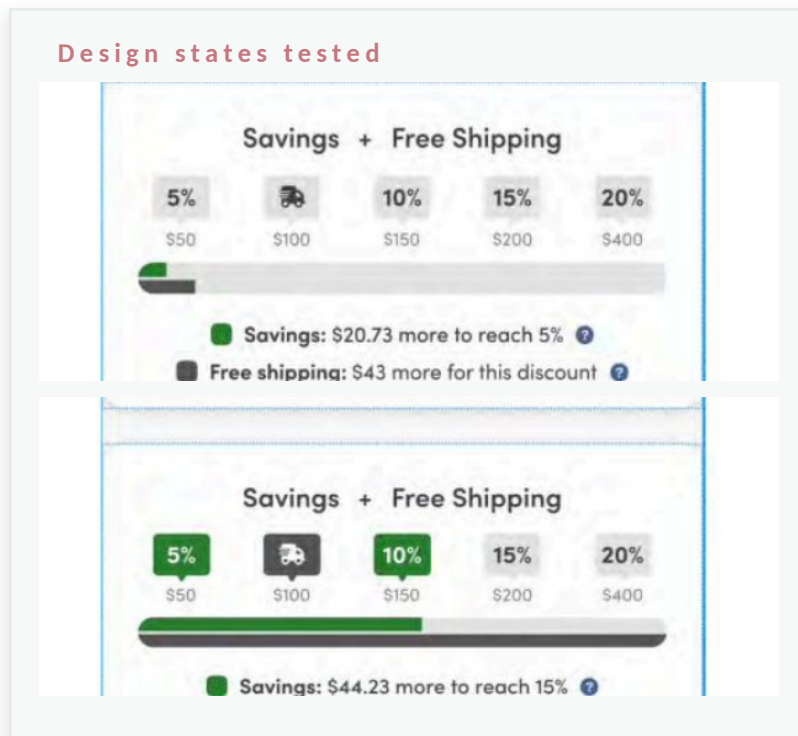 Design states tested
Savings + Free Shipping
5% 10% 15% 20%
$50 $100 $150 $200 $400
Savings: $20.73 more to reach 5% ?
Free shipping: $43 more for this discount ?
Savings + Free Shipping
5% 10% 15% 20%
$50 $100 $150 $200 $400
Savings: $44.23 more to reach 15% ?